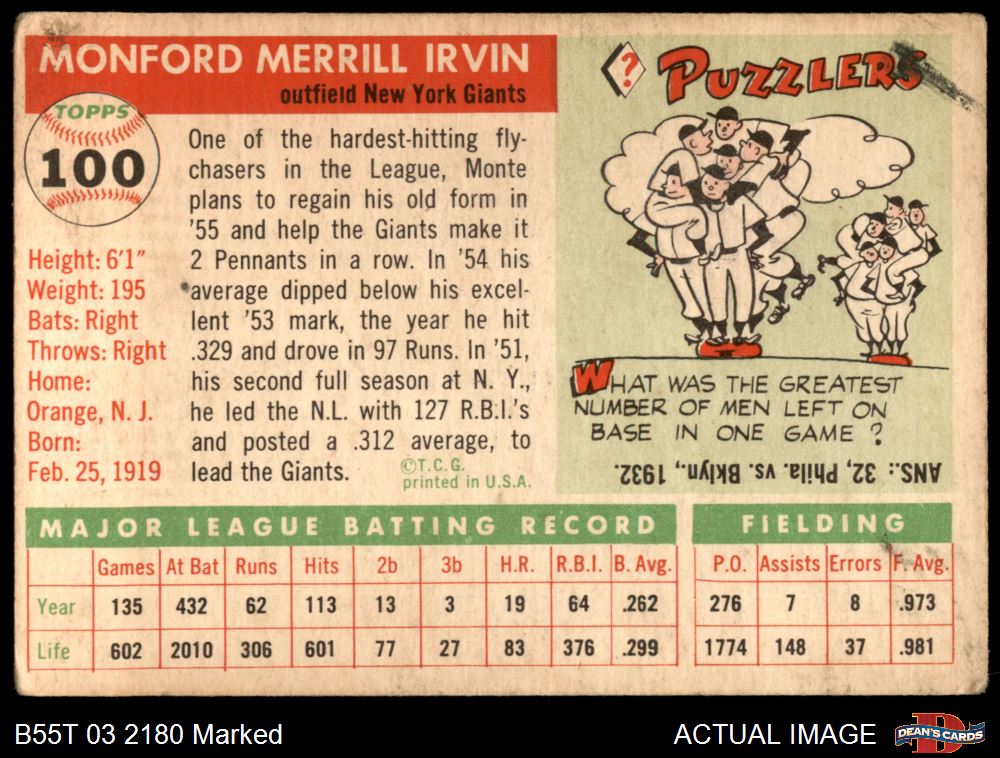 MONFORD MERRILL IRVIN
outfield New York Giants
TOPPS
100
Height: 6'1"
Weight: 195
Bats: Right
Throws: Right
Home:
Orange, N. J.
Born:
Feb. 25, 1919
One of the hardest-hitting fly-
chasers in the League, Monte
plans to regain his old form in
'55 and help the Giants make it
2 Pennants in a row. In '54 his
average dipped below his excel-
lent '53 mark, the year he hit
.329 and drove in 97 Runs. In '51,
his second full season at N. Y.,
he led the N.L. with 127 R.B.I.'s
and posted a .312 average, to
lead the Giants.
©T.C.G.
printed in U.S.A.
? PUZZLERS
WHAT WAS THE GREATEST
NUMBER OF MEN LEFT ON
BASE IN ONE GAME?
ANS.: 32, Phila. vs. Bklyn., 1932.
MAJOR LEAGUE BATTING RECORD
Games At Bat Runs Hits 2b 3b H.R. R.B.I. B. Avg.
Year 135 432 62 113 13 3 19 64 .262
Life 602 2010 306 601 77 27 83 376 .299
FIELDING
P.O. Assists Errors F. Avg.
276 7 8 .973
1774 148 37 .981
B55T 03 2180 Marked
ACTUAL IMAGE
D
DEAN'S CARDS